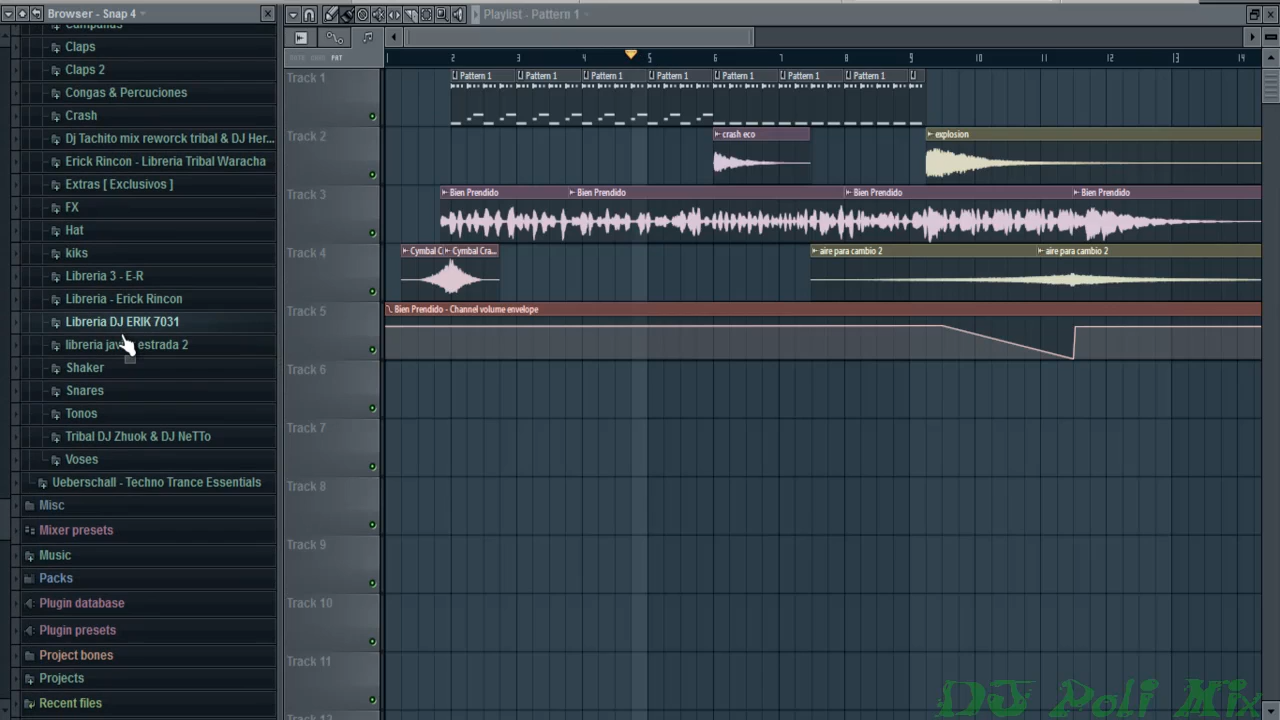 Browser - Snap 4
Playlist - Pattern 1
Claps
Claps 2
Congas & Percuciones
Crash
Dj Tachito mix reworck tribal & DJ Her...
Erick Rincon - Libreria Tribal Waracha
Extras [ Exclusivos ]
FX
Hat
kiks
Libreria 3 - E-R
Libreria - Erick Rincon
Libreria DJ ERIK 7031
libreria estrada 2
Shaker
Snares
Tonos
Tribal DJ Zhuok & DJ NeTTo
Voses
Ueberschall - Techno Trance Essentials
Misc
Mixer presets
Music
Packs
Plugin database
Plugin presets
Project bones
Projects
Recent files
PAT
1 2 3 4 5 6 7 8 9 10 11 12 13 14
Track 1
Pattern 1 Pattern 1 Pattern 1 Pattern 1 Pattern 1 Pattern 1 Pattern 1
Track 2
crash eco
explosion
Track 3
Bien Prendido Bien Prendido Bien Prendido Bien Prendido
Track 4
Cymbal C Cymbal Cra...
aire para cambio 2 aire para cambio 2
Track 5
Bien Prendido - Channel volume envelope
Track 6
Track 7
Track 8
Track 9
Track 10
Track 11
DJ Poli Mix